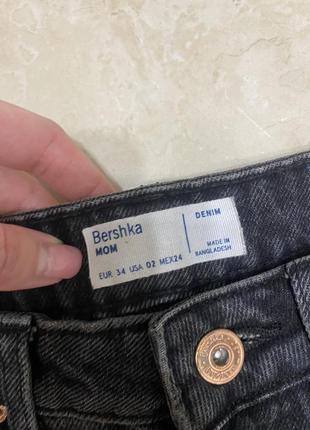 Bershka
MOM
EUR 34 USA 02 MEX24
DENIM
MADE IN
BANGLADESH